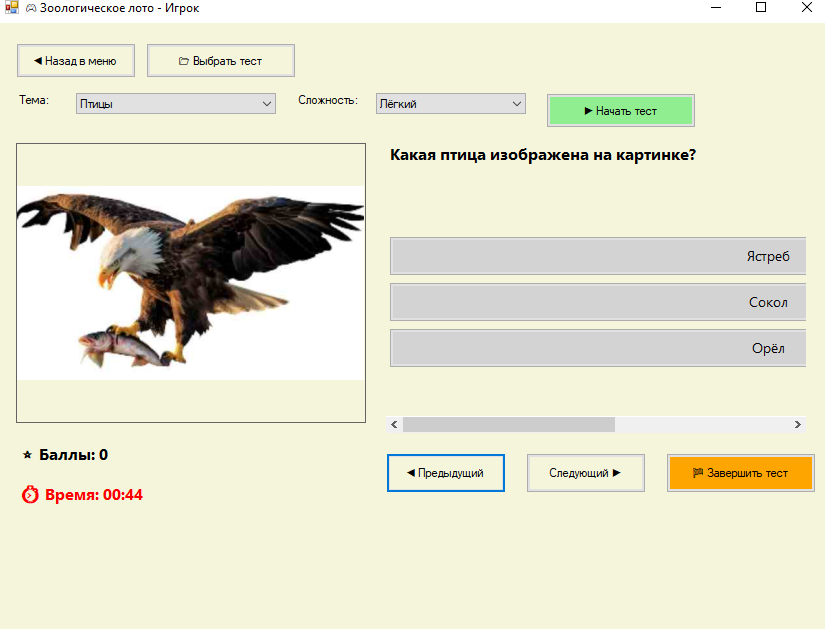 Зоологическое лото - Игрок
◄ Назад в меню
Выбрать тест
Тема:
Птицы
Сложность:
Лёгкий
► Начать тест
Какая птица изображена на картинке?
Ястреб
Сокол
Орёл
Баллы: 0
Время: 00:44
◄ Предыдущий
Следующий ►
Завершить тест